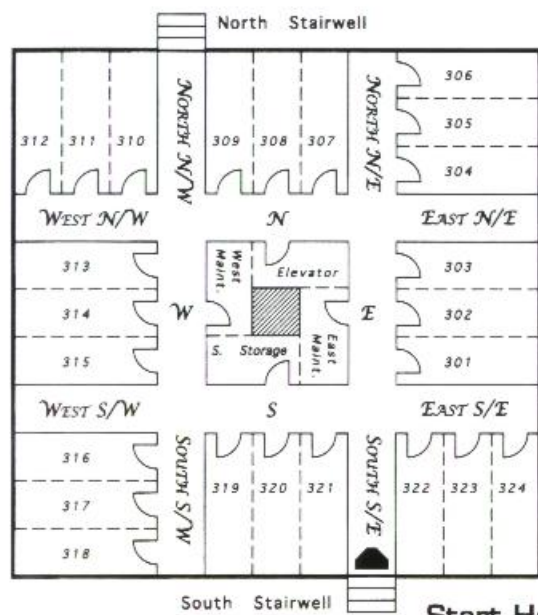 North Stairwell
306
305
304
312 311 310
309 308 307
NORTH N/W
NORTH N/E
WEST N/W
N
EAST N/E
313
314
315
West
Maint.
Elevator
303
302
301
W
E
S. Storage
East
Maint.
WEST S/W
S
EAST S/E
316
317
318
SOUTH S/W
319 320 321
SOUTH S/E
322 323 324
South Stairwell
Start